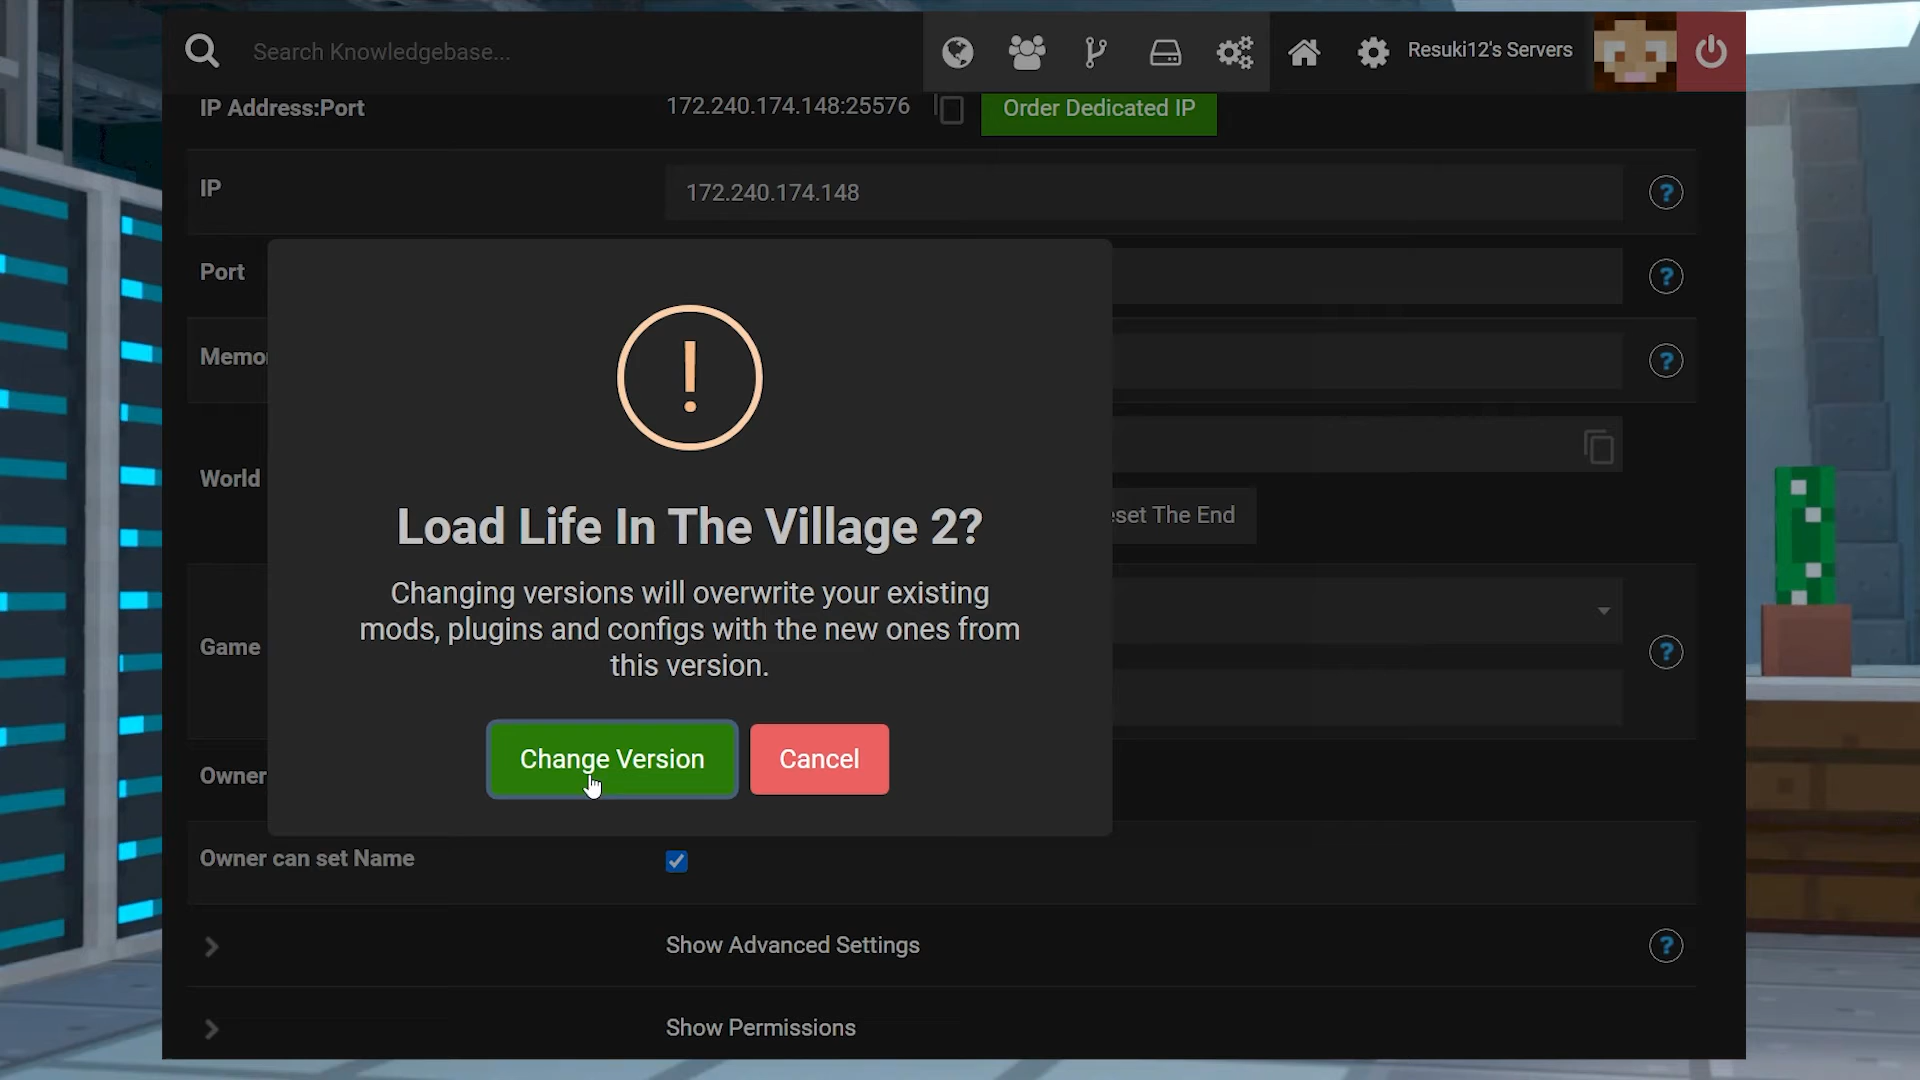 Search Knowledgebase...
Resuki12's Servers
IP Address:Port
172.240.174.148:25576
Order Dedicated IP
IP
172.240.174.148
?
Port
?
Memo
?
World
eset The End
!
Load Life In The Village 2?
Changing versions will overwrite your existing
mods, plugins and configs with the new ones from
this version.
Change Version
Cancel
Game
?
Owner
Owner can set Name
Show Advanced Settings
?
Show Permissions